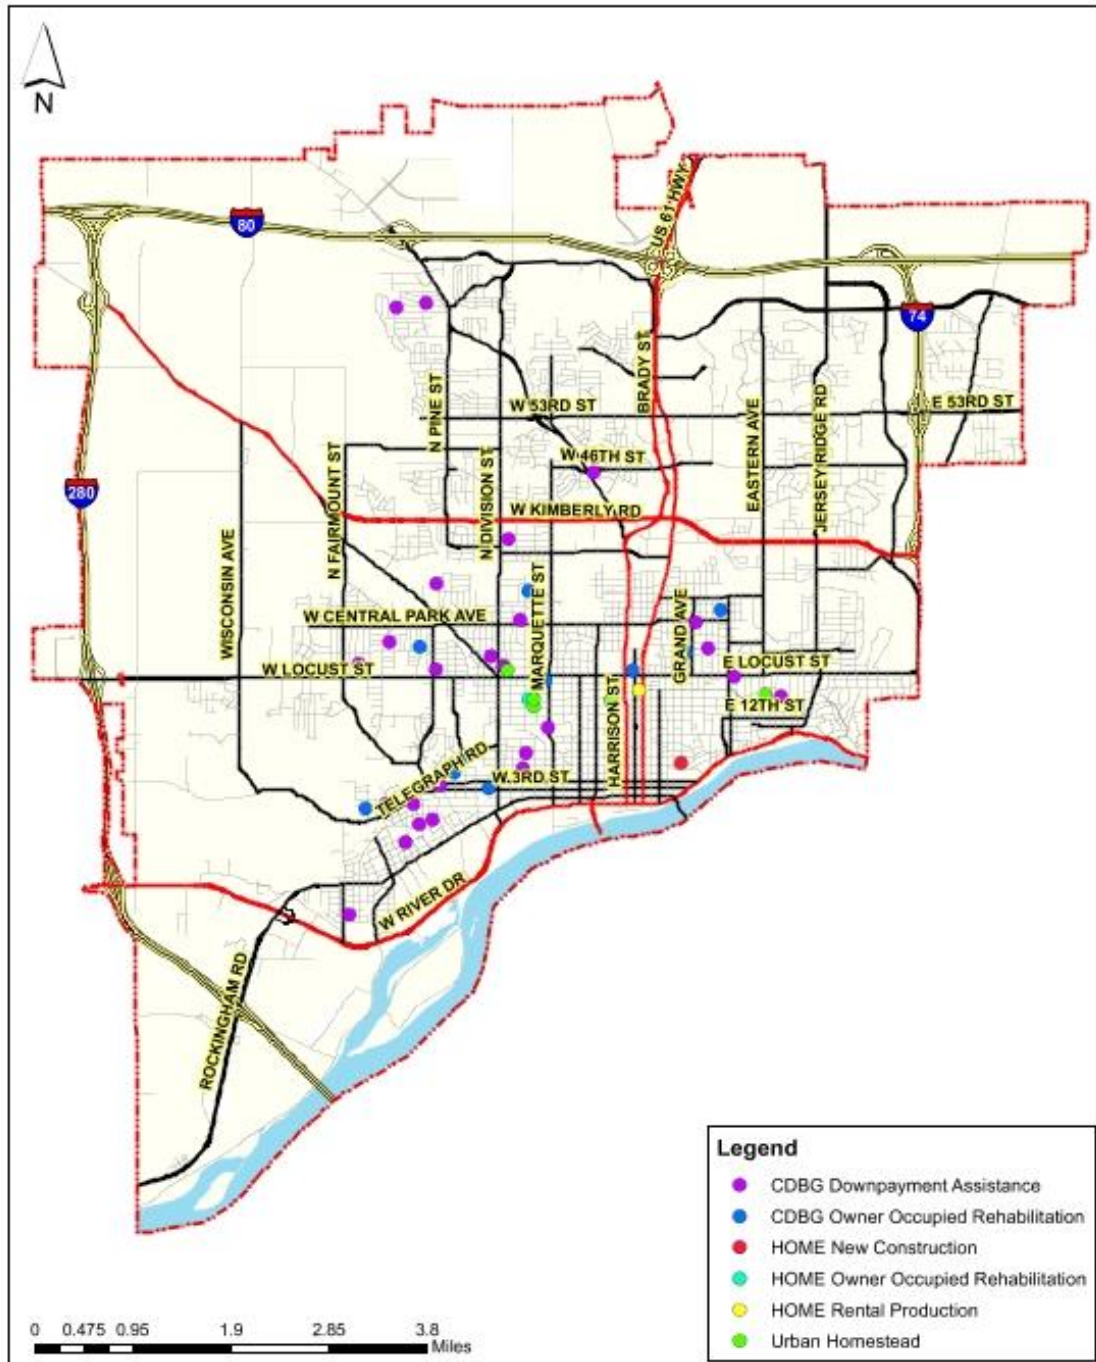 N
80
US 61 HWY
74
N PINE ST
BRADY ST
W 53RD ST
E 53RD ST
EASTERN AVE
JERSEY RIDGE RD
W 46TH ST
280
N FAIRMOUNT ST
N DIVISION ST
W KIMBERLY RD
WISCONSIN AVE
MARQUETTE ST
GRAND AVE
W CENTRAL PARK AVE
W LOCUST ST
E LOCUST ST
HARRISON ST
E 12TH ST
TELEGRAPH RD
W 3RD ST
W RIVER DR
ROCKINGHAM RD
Legend
CDBG Downpayment Assistance
CDBG Owner Occupied Rehabilitation
HOME New Construction
HOME Owner Occupied Rehabilitation
HOME Rental Production
Urban Homestead
0 0.475 0.95 1.9 2.85 3.8
Miles